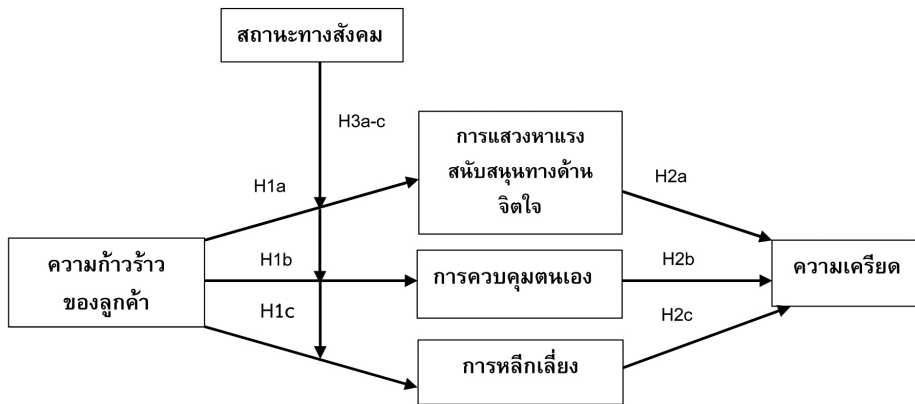 สถานะทางสังคม
H3a-c
การแสวงหาแรง
สนับสนุนทางด้าน
จิตใจ
H1a
H2a
ความก้าวร้าว
ของลูกค้า
H1b
การควบคุมตนเอง
H2b
ความเครียด
H1c
H2c
การหลีกเลี่ยง